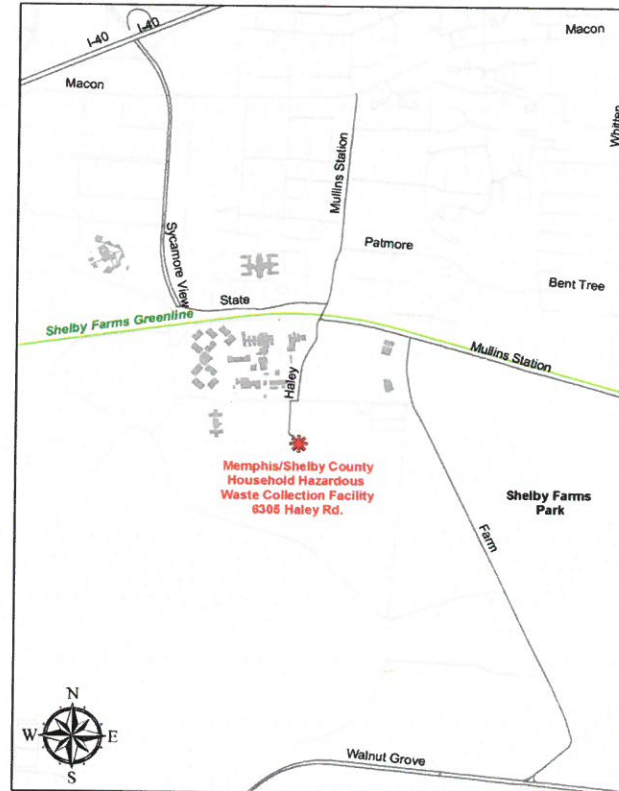 I-40
I-40
Macon
Macon
Whitten
Mullins Station
Sycamore View
Patmore
Bent Tree
State
Shelby Farms Greenline
Mullins Station
Haley
Memphis/Shelby County
Household Hazardous
Waste Collection Facility
6305 Haley Rd.
Shelby Farms
Park
Farm
N
W
E
S
Walnut Grove